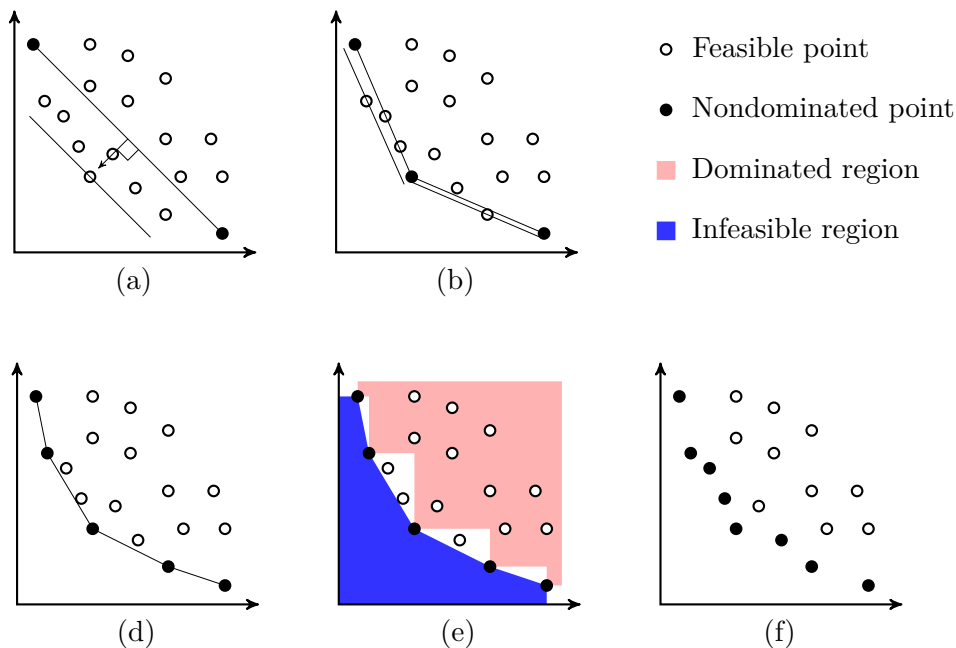 Feasible point
Nondominated point
Dominated region
Infeasible region
(a)
(b)
(d)
(e)
(f)